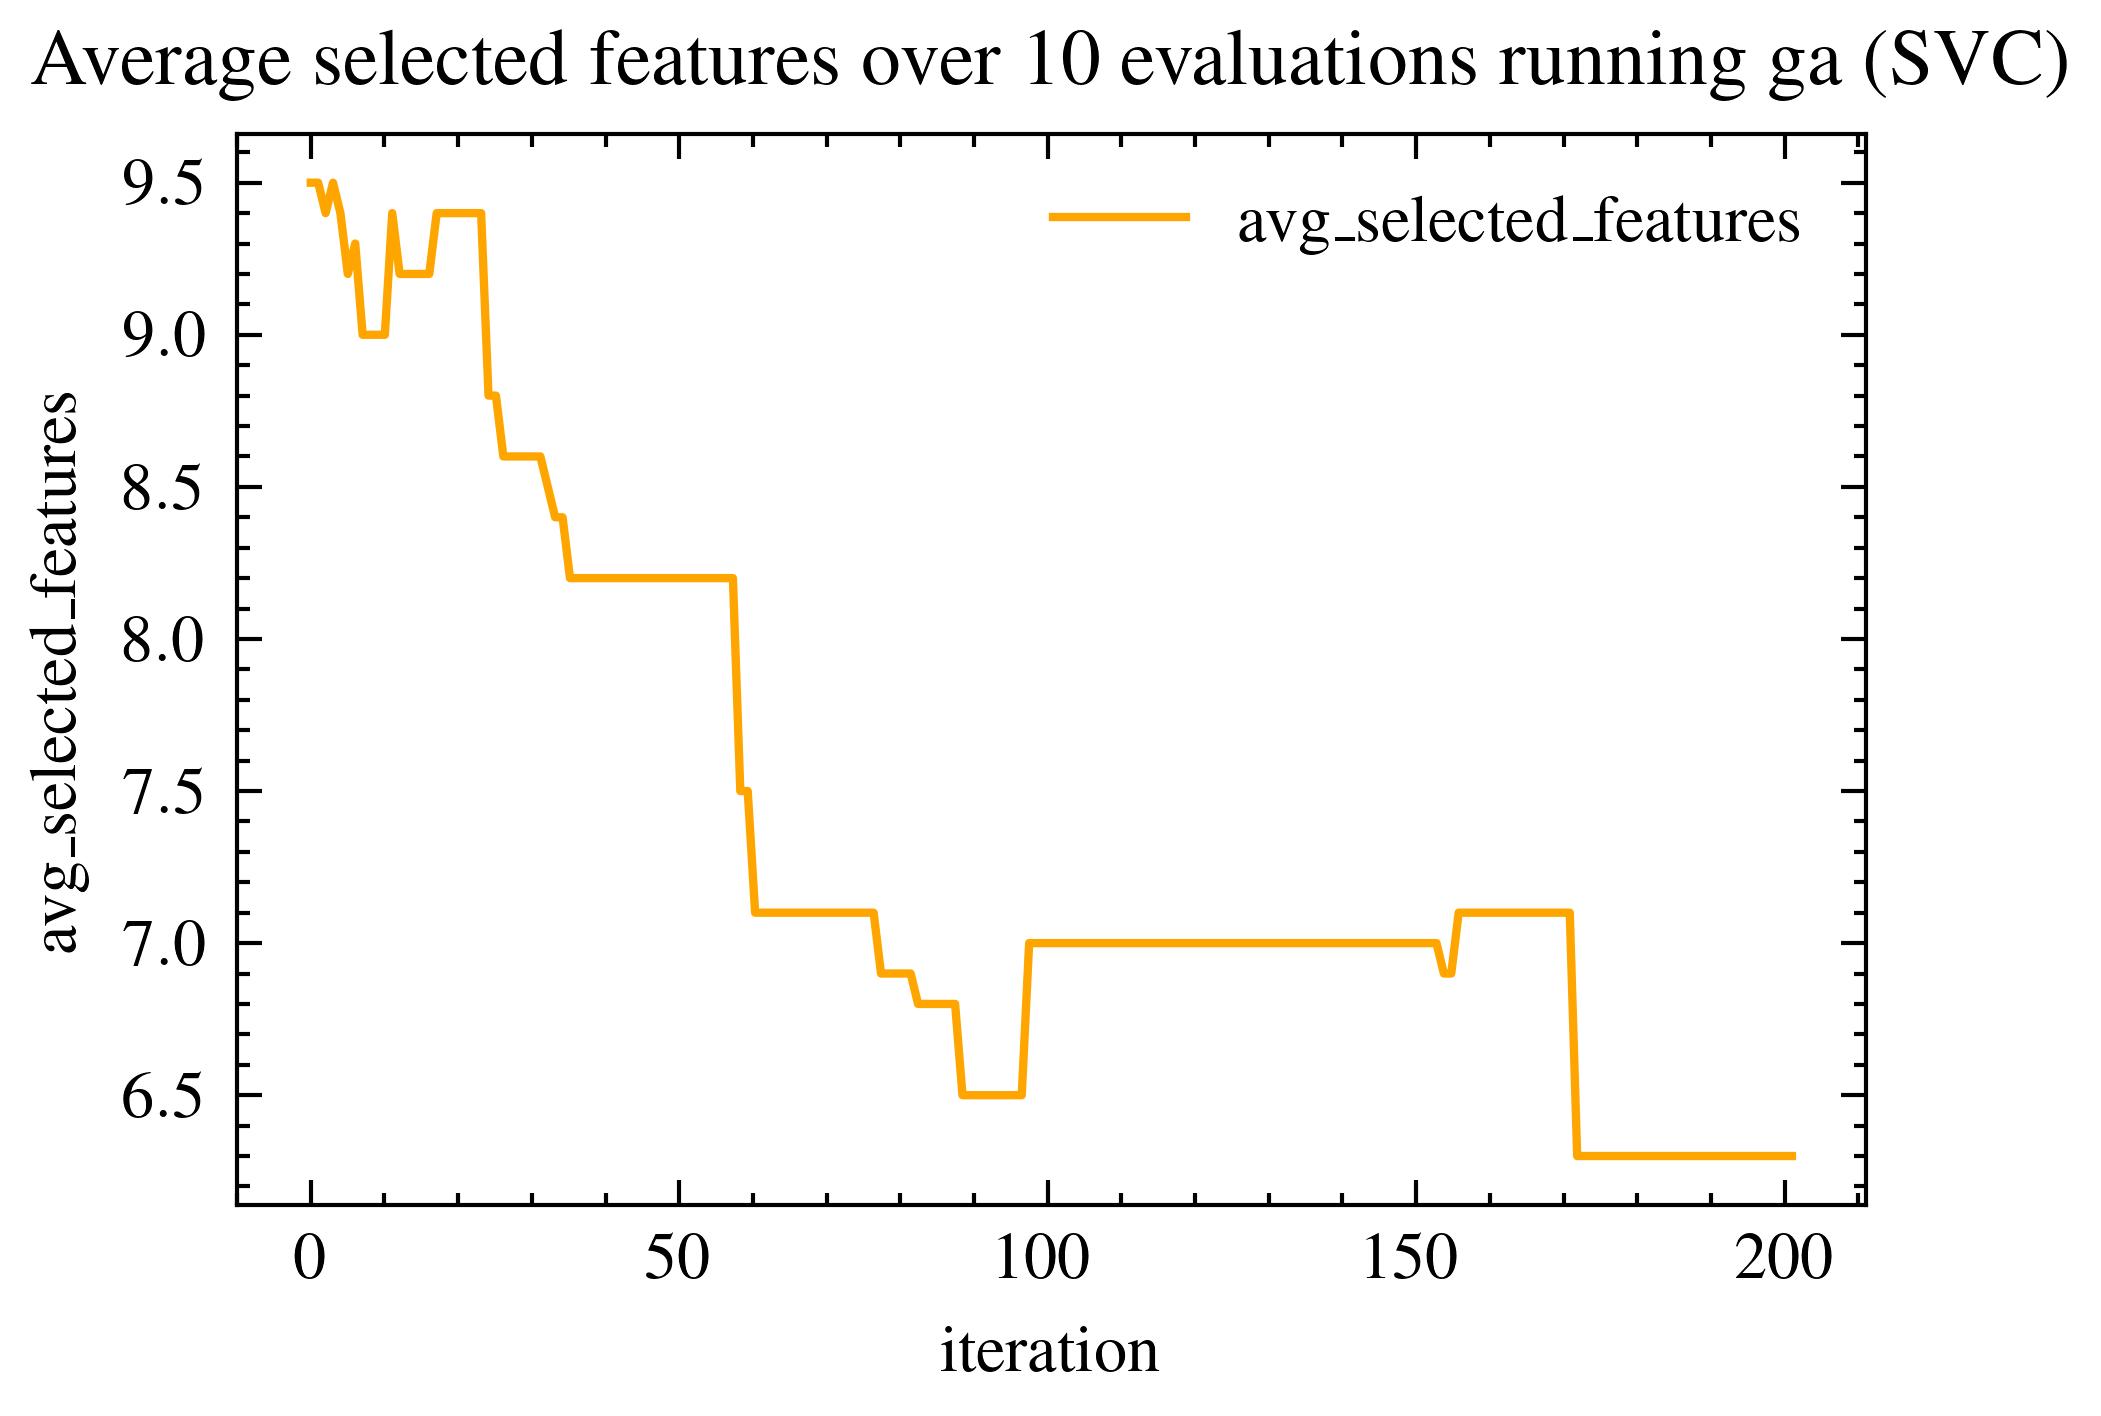 Average selected features over 10 evaluations running ga (SVC)
avg_selected_features
9.5
9.0
8.5
8.0
7.5
7.0
6.5
avg_selected_features
0 50 100 150 200
iteration